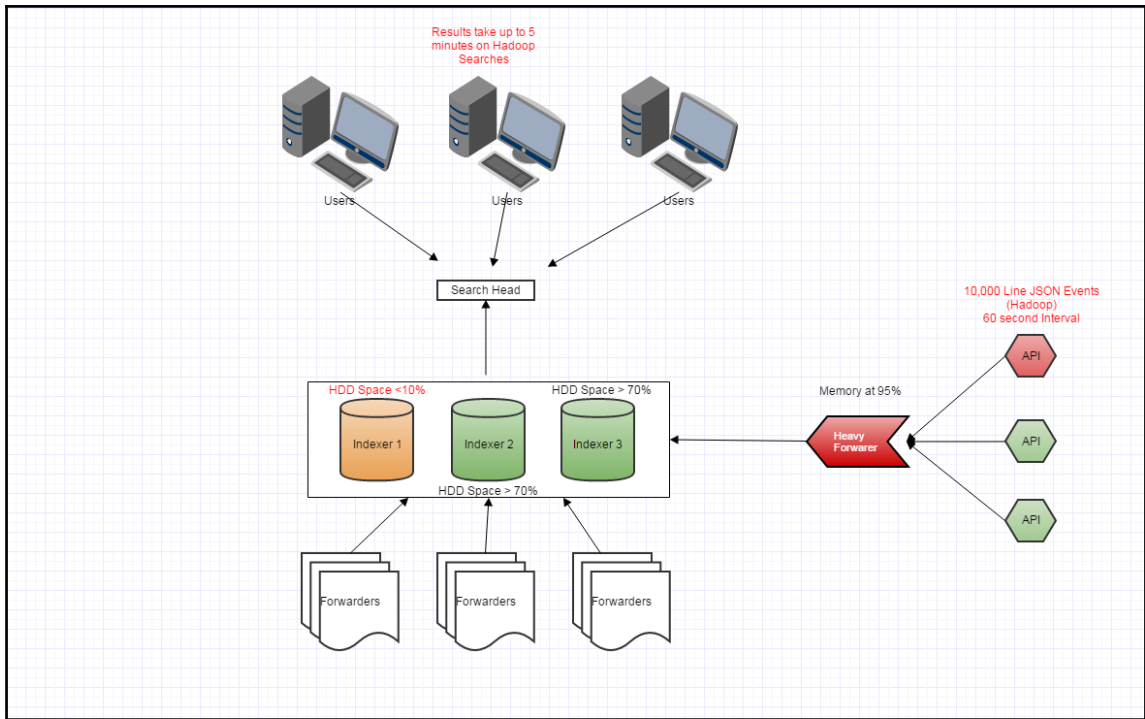 Results take up to 5
minutes on Hadoop
Searches
Users
Users
Users
Search Head
10,000 Line JSON Events
(Hadoop)
60 second Interval
API
HDD Space <10%
HDD Space > 70%
Memory at 95%
Indexer 1
Indexer 2
Indexer 3
Heavy
Forwarer
API
HDD Space > 70%
API
Forwarders
Forwarders
Forwarders